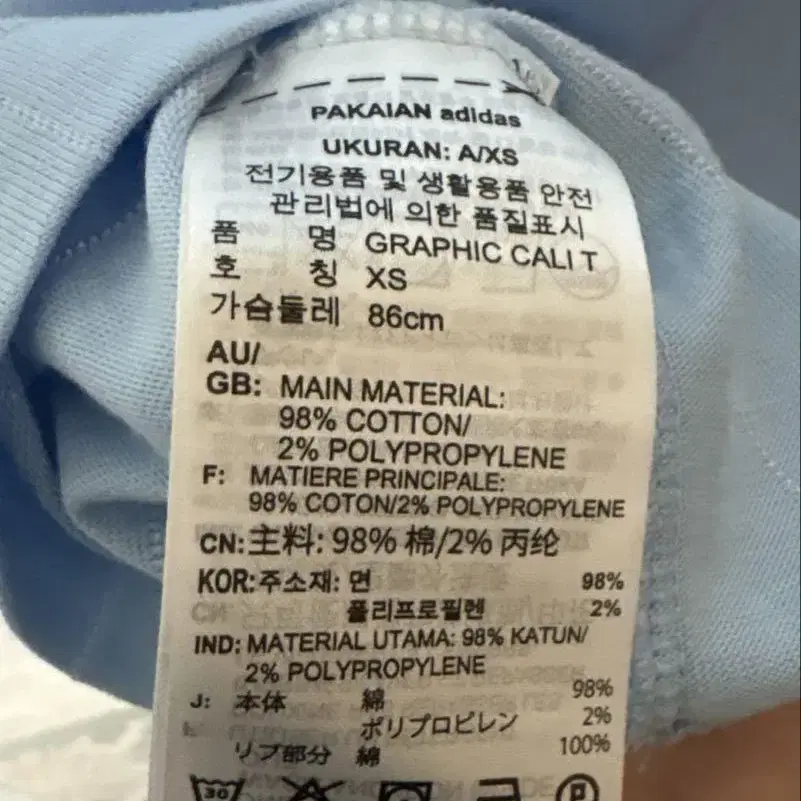 PAKAIAN adidas
UKURAN: A/XS
전기용품 및 생활용품 안전
관리법에 의한 품질표시
품 명 GRAPHIC CALI T
호 칭 XS
가슴둘레 86cm
AU/
GB: MAIN MATERIAL:
98% COTTON/
2% POLYPROPYLENE
F: MATIERE PRINCIPALE:
98% COTON/2% POLYPROPYLENE
CN: 主料: 98% 棉/2% 丙纶
KOR: 주소재: 면 98%
폴리프로필렌 2%
IND: MATERIAL UTAMA: 98% KATUN/
2% POLYPROPYLENE
J: 本体 綿 98%
ポリプロピレン 2%
リブ部分 綿 100%
30 P